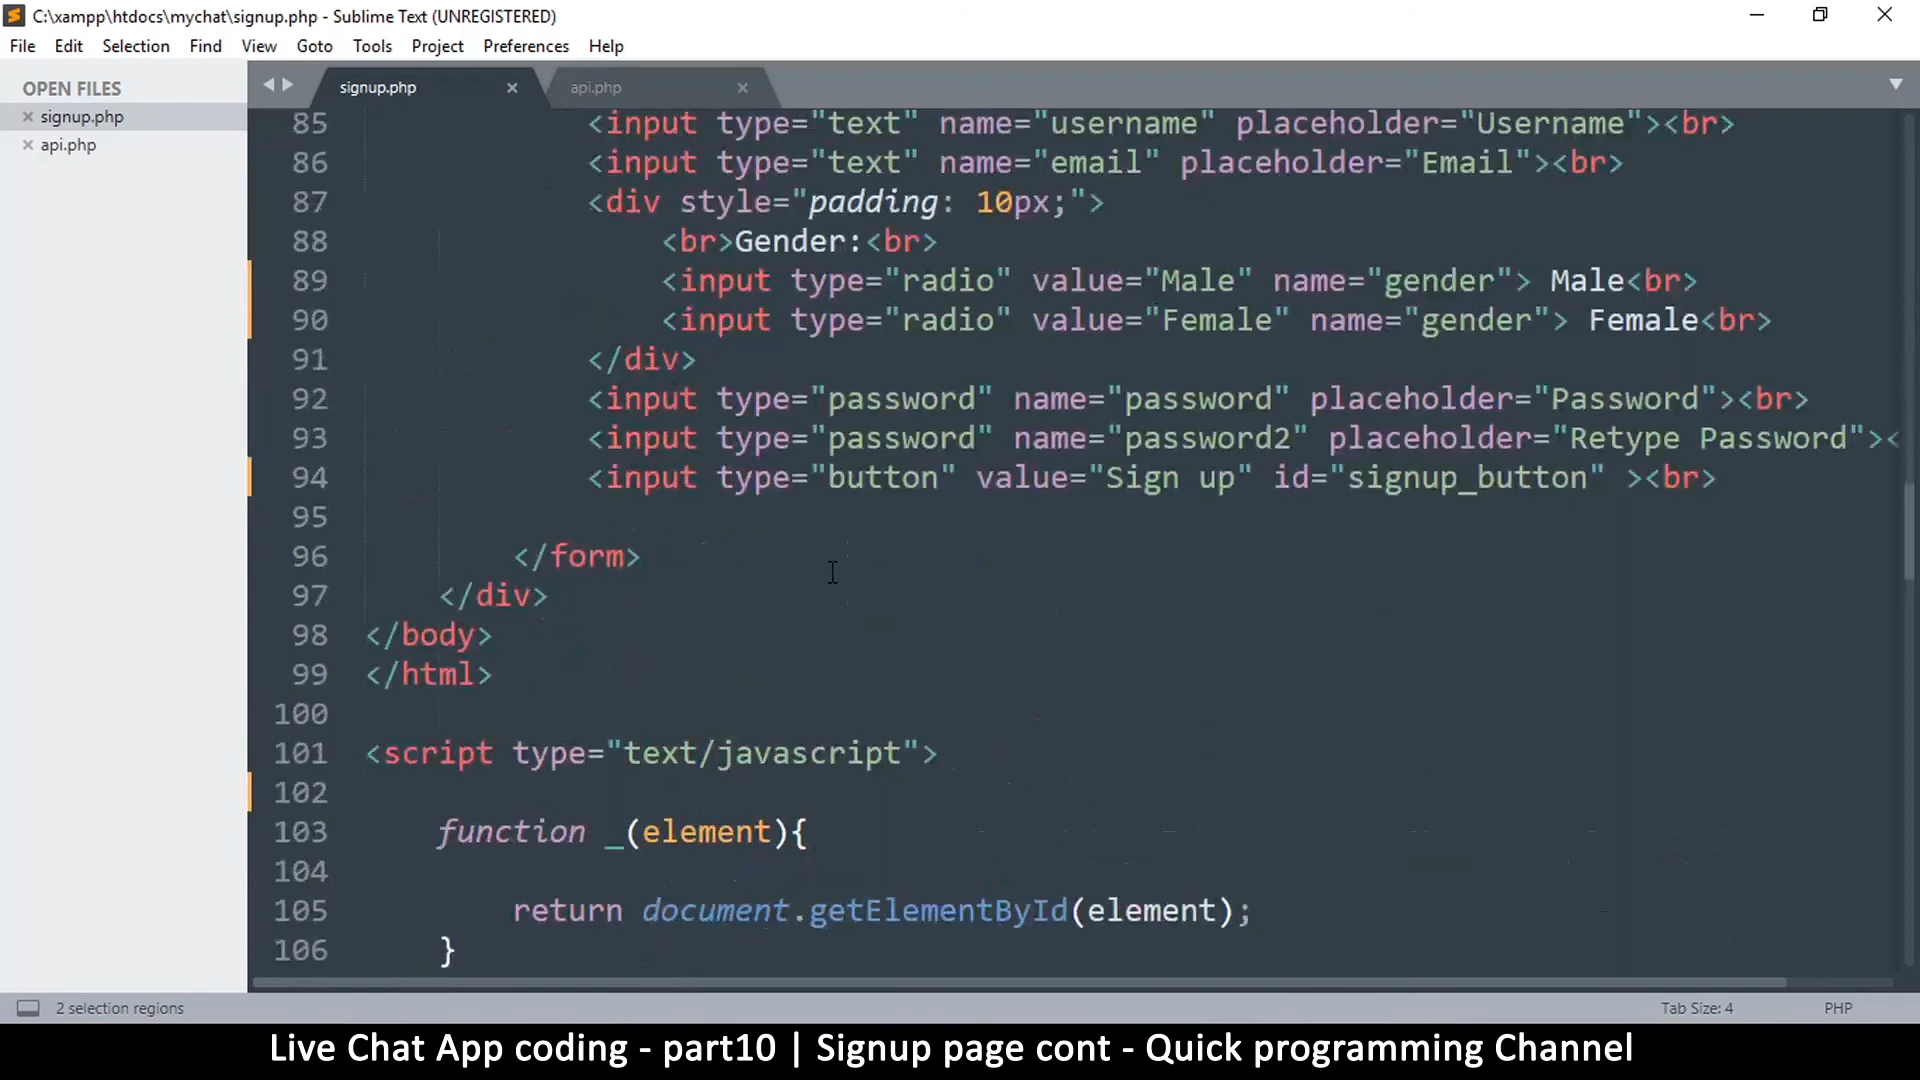 C:\xampp\htdocs\mychat\signup.php - Sublime Text (UNREGISTERED)
File Edit Selection Find View Goto Tools Project Preferences Help
OPEN FILES
signup.php
api.php
signup.php api.php
85 <input type="text" name="username" placeholder="Username"><br>
86 <input type="text" name="email" placeholder="Email"><br>
87 <div style="padding: 10px;">
88 <br>Gender:<br>
89 <input type="radio" value="Male" name="gender"> Male<br>
90 <input type="radio" value="Female" name="gender"> Female<br>
91 </div>
92 <input type="password" name="password" placeholder="Password"><br>
93 <input type="password" name="password2" placeholder="Retype Password"><
94 <input type="button" value="Sign up" id="signup_button" ><br>
95
96 </form>
97 </div>
98 </body>
99 </html>
100
101 <script type="text/javascript">
102
103 function _(element){
104
105 return document.getElementById(element);
106 }
2 selection regions Tab Size: 4 PHP
Live Chat App coding - part10 | Signup page cont - Quick programming Channel